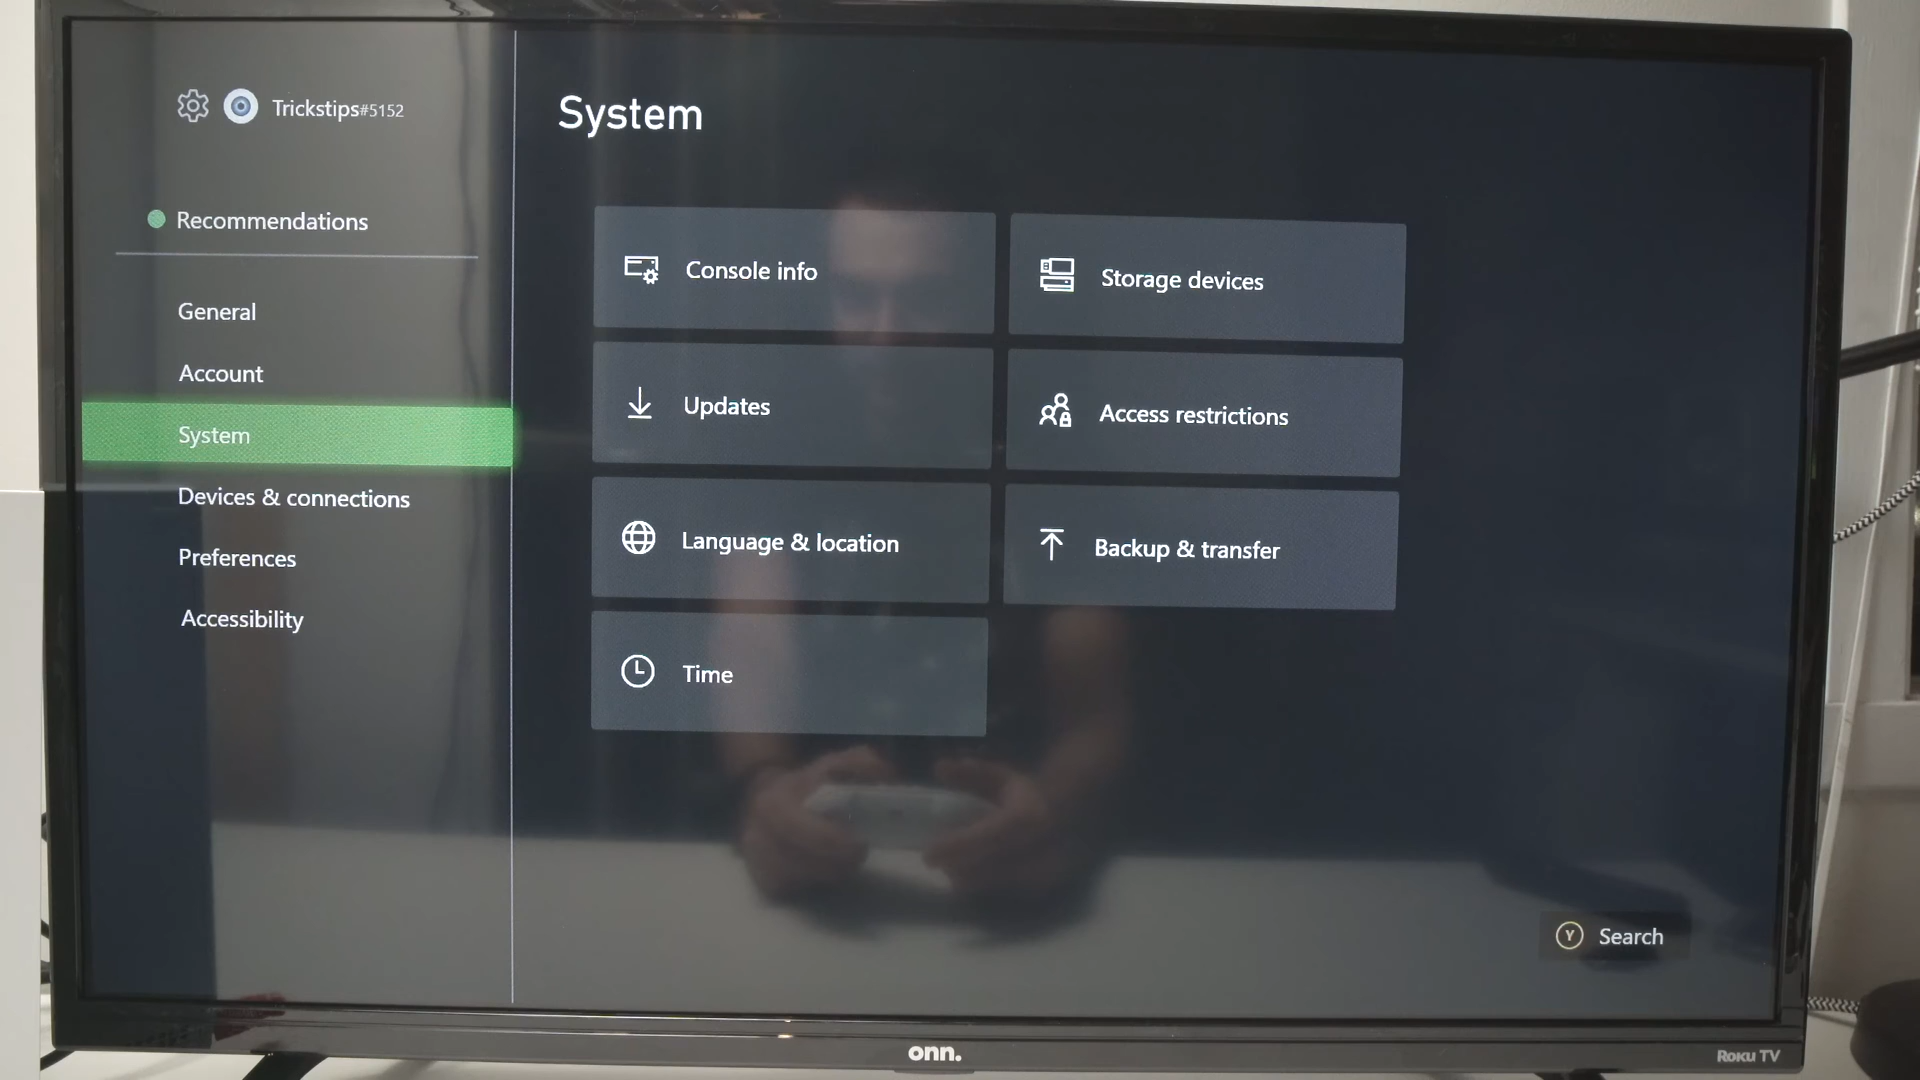 Trickstips#5152
Recommendations
General
Account
System
Devices & connections
Preferences
Accessibility
System
Console info
Storage devices
Updates
Access restrictions
Language & location
Backup & transfer
Time
Y Search
onn.
Roku TV